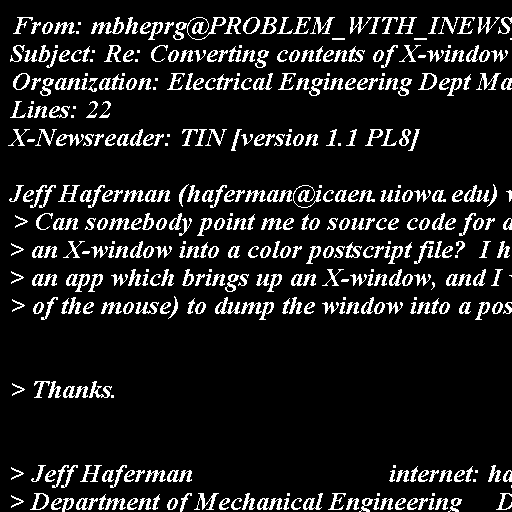 From: mbheprg@PROBLEM_WITH_INEWS
Subject: Re: Converting contents of X-window
Organization: Electrical Engineering Dept Ma
Lines: 22
X-Newsreader: TIN [version 1.1 PL8]
Jeff Haferman (haferman@icaen.uiowa.edu) w
> Can somebody point me to source code for a
> an X-window into a color postscript file?  I h
> an app which brings up an X-window, and I
> of the mouse) to dump the window into a pos
> Thanks.
> Jeff Haferman internet: ha
> Department of Mechanical Engineering D